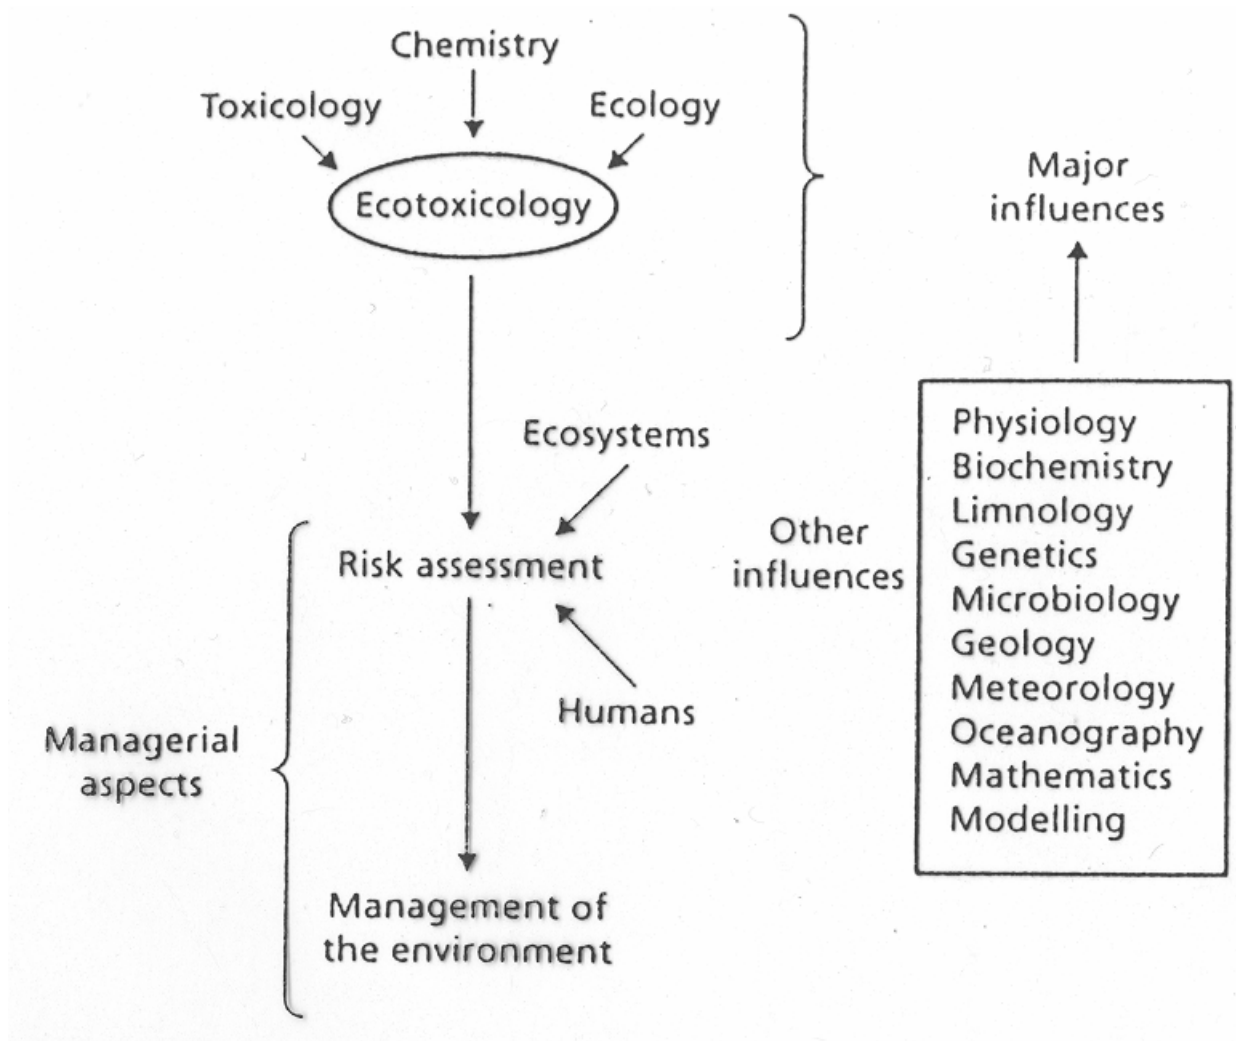 Chemistry
Toxicology
Ecology
Ecotoxicology
Major
influences
Ecosystems
Risk assessment
Humans
Other
influences
Physiology
Biochemistry
Limnology
Genetics
Microbiology
Geology
Meteorology
Oceanography
Mathematics
Modelling
Managerial
aspects
Management of
the environment